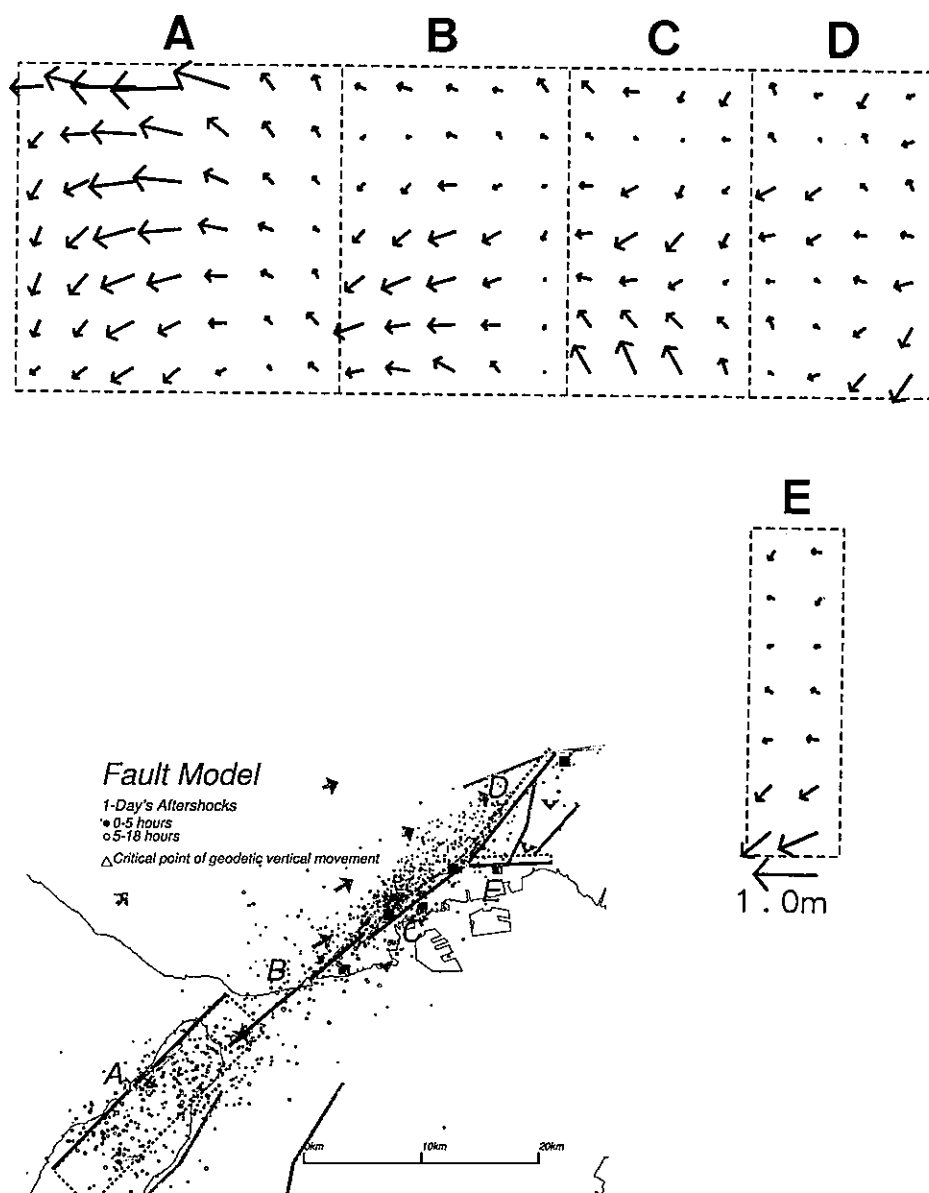 A B C D
E
1.0m
Fault Model
1-Day's Aftershocks
0-5 hours
5-18 hours
Critical point of geodetic vertical movement
D
C
B
A
0km 10km 20km